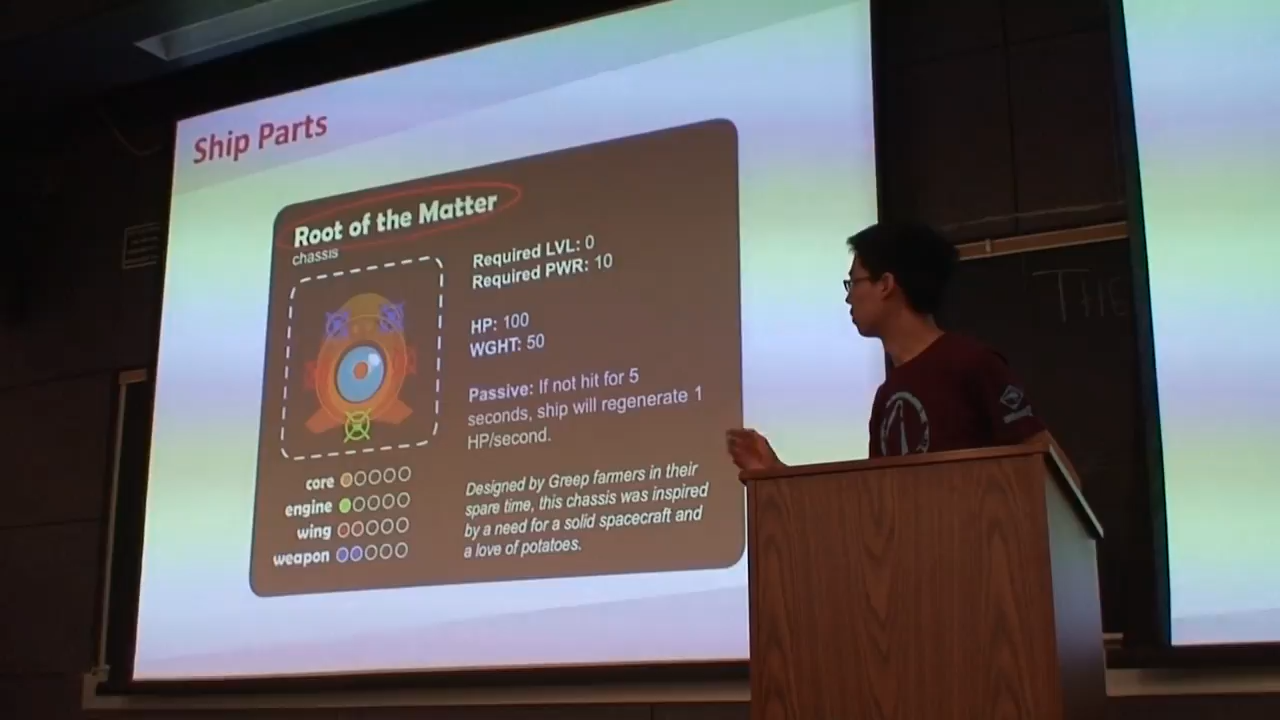 Ship Parts
Root of the Matter
chassis
Required LVL: 0
Required PWR: 10
HP: 100
WGHT: 50
Passive: If not hit for 5
seconds, ship will regenerate 1
HP/second.
Designed by Greep farmers in their
spare time, this chassis was inspired
by a need for a solid spacecraft and
a love of potatoes.
core
engine
wing
weapon
THE